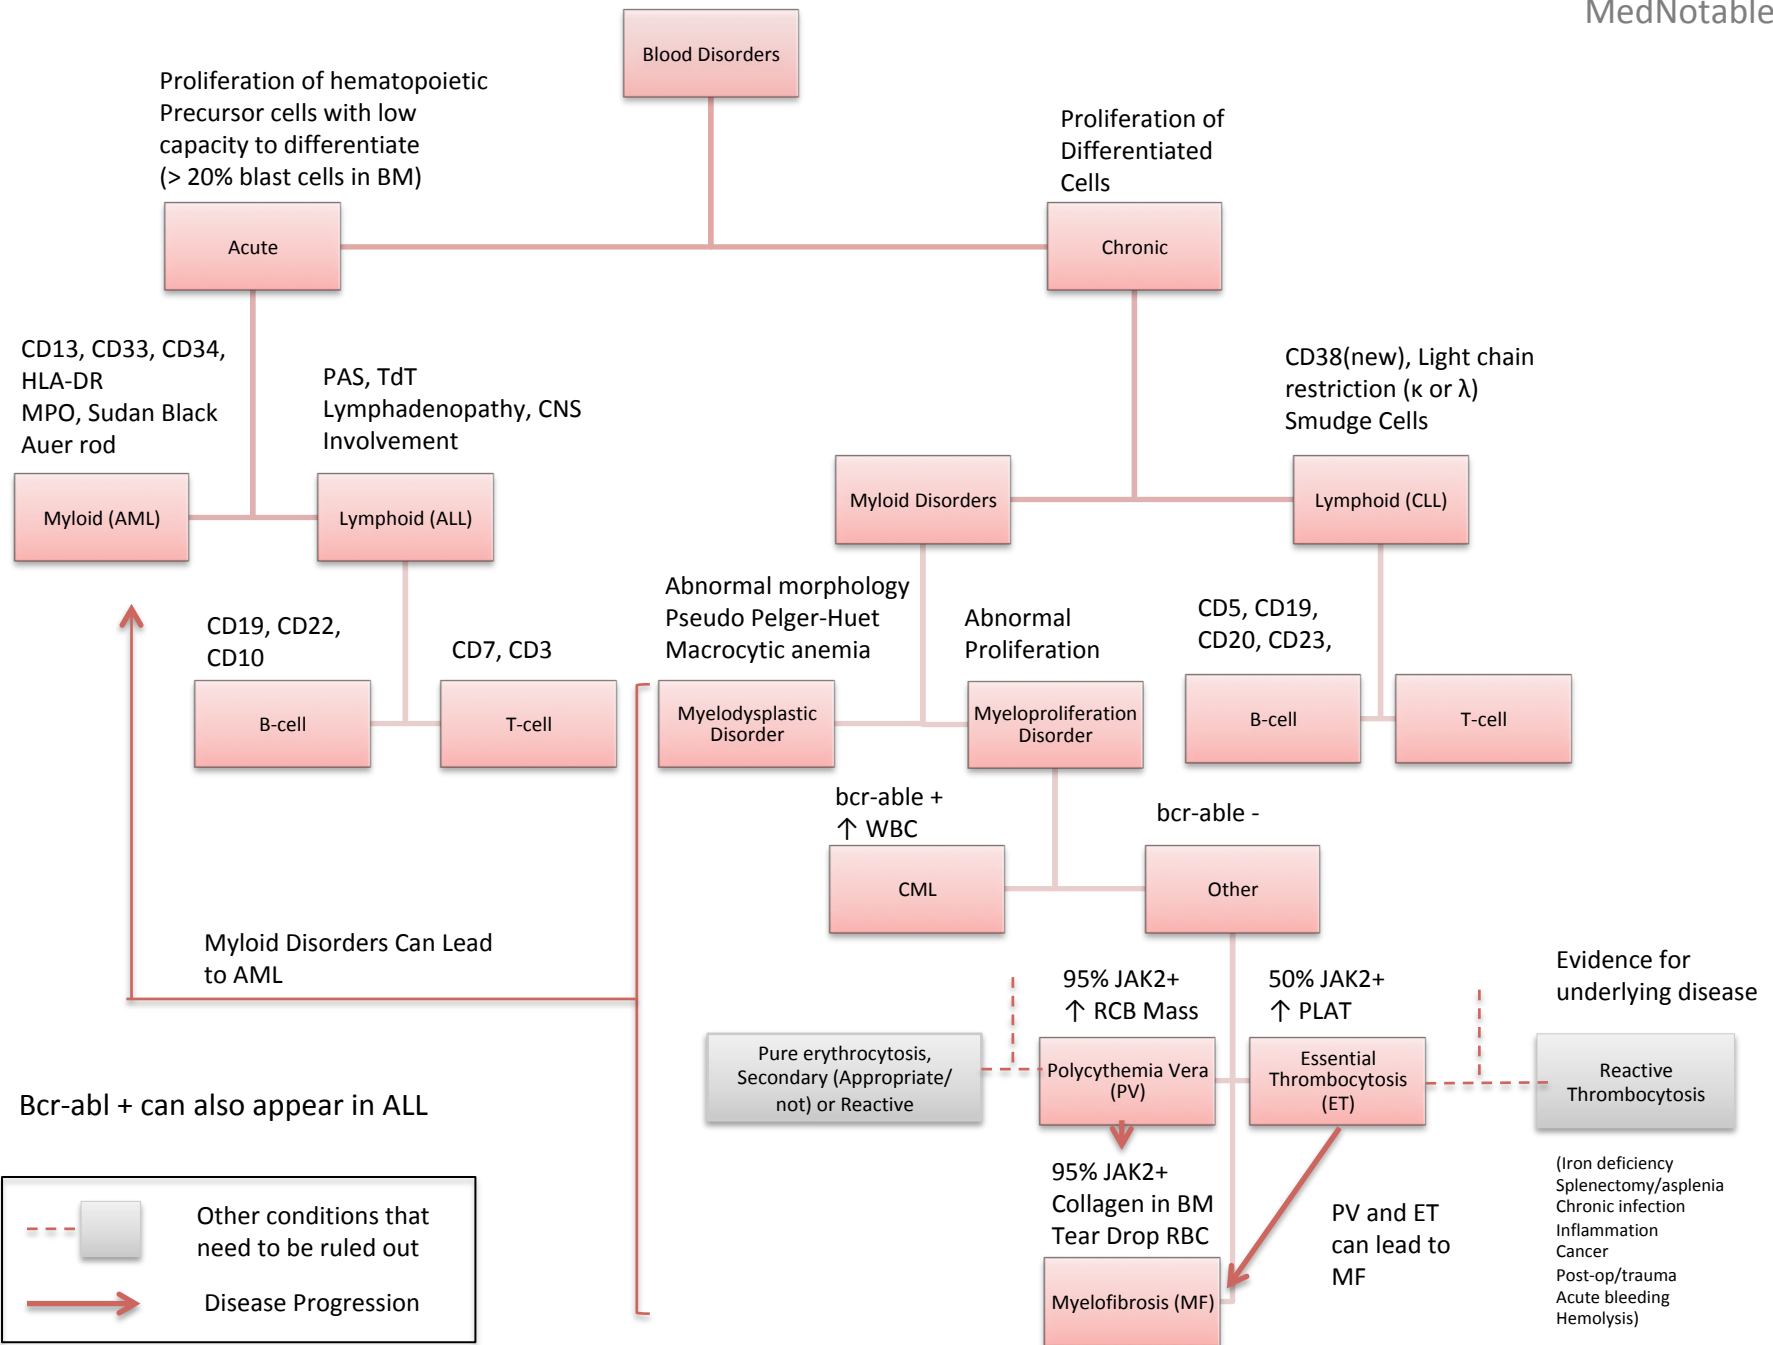 MedNotable
Blood Disorders
Proliferation of hematopoietic
Precursor cells with low
capacity to differentiate
(> 20% blast cells in BM)
Proliferation of
Differentiated
Cells
Acute
Chronic
CD13, CD33, CD34,
HLA-DR
MPO, Sudan Black
Auer rod
PAS, TdT
Lymphadenopathy, CNS
Involvement
CD38(new), Light chain
restriction (κ or λ)
Smudge Cells
Myloid (AML)
Lymphoid (ALL)
Myloid Disorders
Lymphoid (CLL)
CD19, CD22,
CD10
CD7, CD3
Abnormal morphology
Pseudo Pelger-Huet
Macrocytic anemia
Abnormal
Proliferation
CD5, CD19,
CD20, CD23,
B-cell
T-cell
Myelodysplastic
Disorder
Myeloproliferation
Disorder
B-cell
T-cell
bcr-able +
↑ WBC
bcr-able -
CML
Other
Myloid Disorders Can Lead
to AML
95% JAK2+
↑ RCB Mass
50% JAK2+
↑ PLAT
Evidence for
underlying disease
Pure erythrocytosis,
Secondary (Appropriate/
not) or Reactive
Polycythemia Vera
(PV)
Essential
Thrombocytosis
(ET)
Reactive
Thrombocytosis
Bcr-abl + can also appear in ALL
95% JAK2+
Collagen in BM
Tear Drop RBC
PV and ET
can lead to
MF
(Iron deficiency
Splenectomy/asplenia
Chronic infection
Inflammation
Cancer
Post-op/trauma
Acute bleeding
Hemolysis)
Myelofibrosis (MF)
Other conditions that
need to be ruled out
Disease Progression